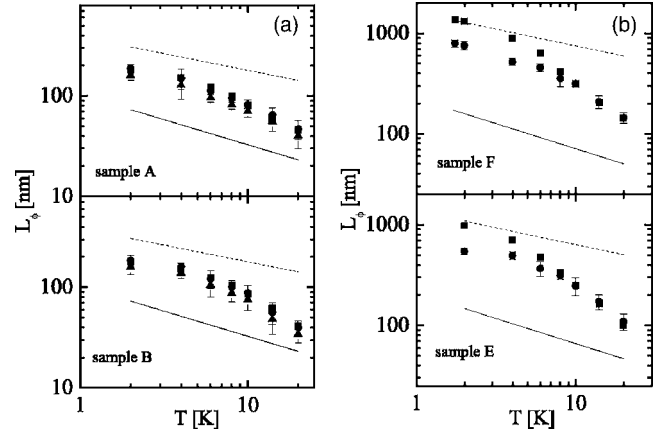 (a)
(b)
100
10
sample A
100
10
sample B
1
10
L_ϕ [nm]
T [K]
1000
100
sample F
1000
100
sample E
1
10
L_ϕ [nm]
T [K]